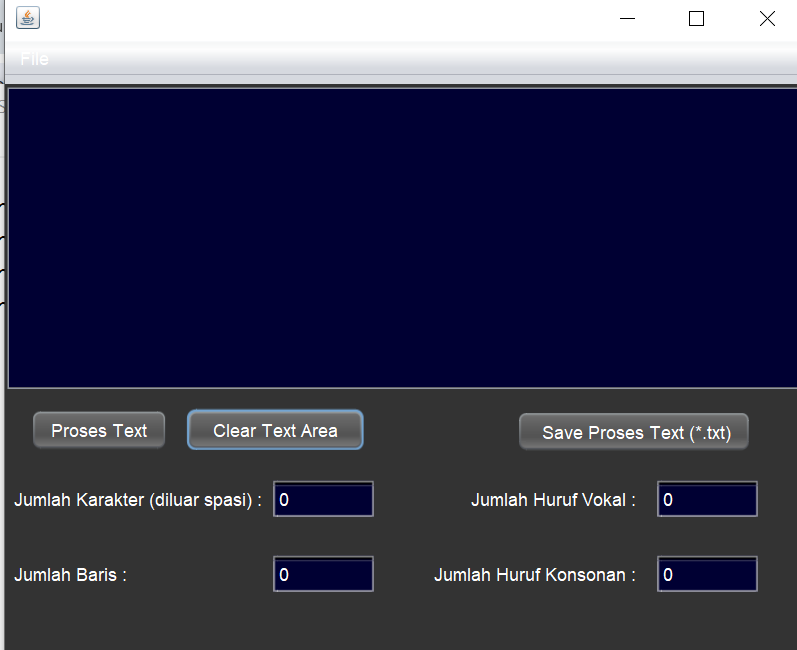 File
Proses Text Clear Text Area Save Proses Text (*.txt)
Jumlah Karakter (diluar spasi) : 0 Jumlah Huruf Vokal : 0
Jumlah Baris : 0 Jumlah Huruf Konsonan : 0